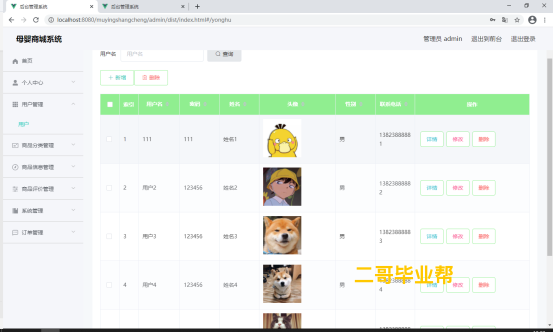 后台管理系统 后台管理系统
localhost:8080/muyingshangcheng/admin/dist/index.html#/yonghu
母婴商城系统 管理员 admin 退出到前台 退出登录
用户名 用户名 查询
首页
+ 新增 删除
个人中心
用户管理
用户
商品分类管理
商品信息管理
商品评价管理
系统管理
订单管理
索引 用户名 密码 姓名 头像 性别 联系电话 操作
1 111 111 姓名1 男 13823888881 详情 修改 删除
2 用户2 123456 姓名2 男 13823888882 详情 修改 删除
3 用户3 123456 姓名3 男 13823888883 详情 修改 删除
4 用户4 123456 姓名4 4 详情 修改 删除
二哥毕业帮